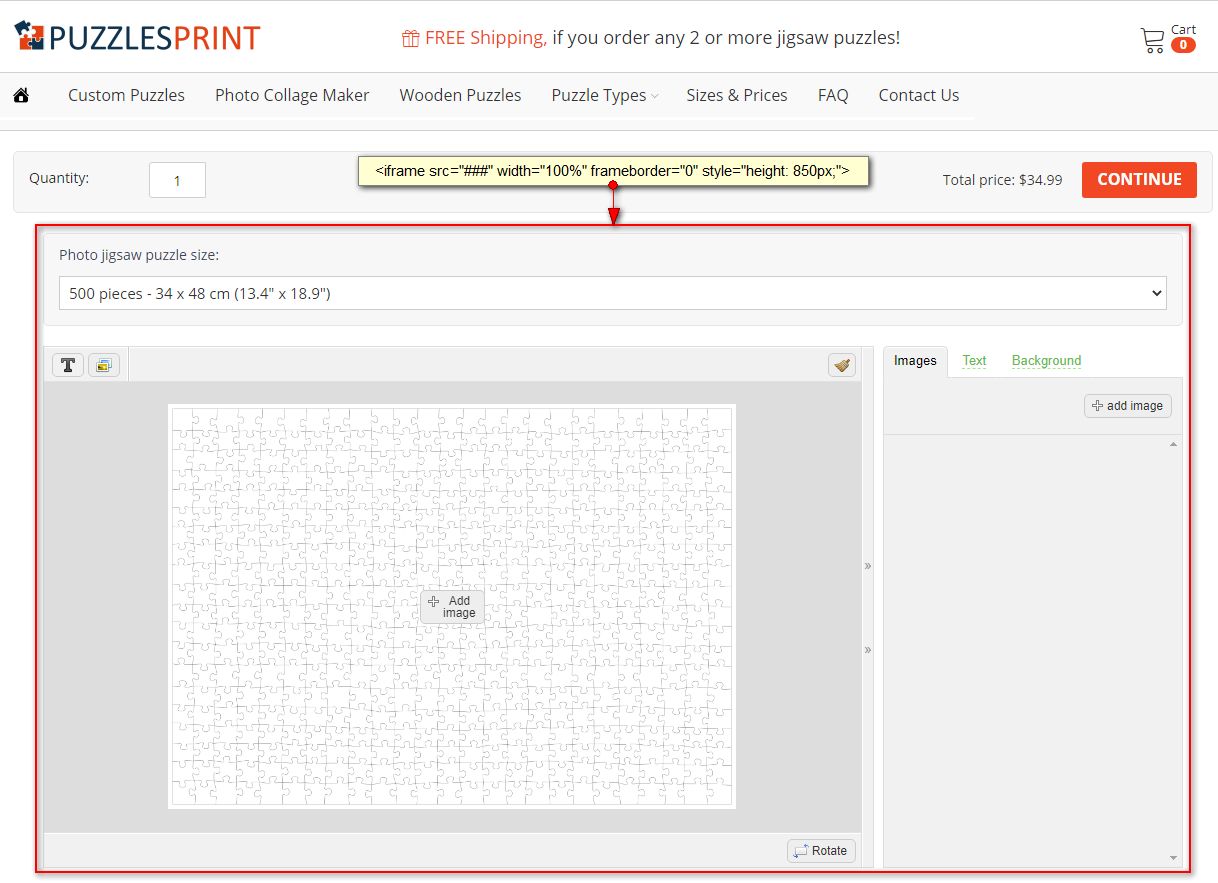 PUZZLESPRINT
FREE Shipping, if you order any 2 or more jigsaw puzzles!
Cart
0
Custom Puzzles
Photo Collage Maker
Wooden Puzzles
Puzzle Types
Sizes & Prices
FAQ
Contact Us
Quantity:
1
<iframe src="###" width="100%" frameborder="0" style="height: 850px;">
Total price: $34.99
CONTINUE
Photo jigsaw puzzle size:
500 pieces - 34 x 48 cm (13.4" x 18.9")
T
Images
Text
Background
add image
Add
image
»
»
Rotate